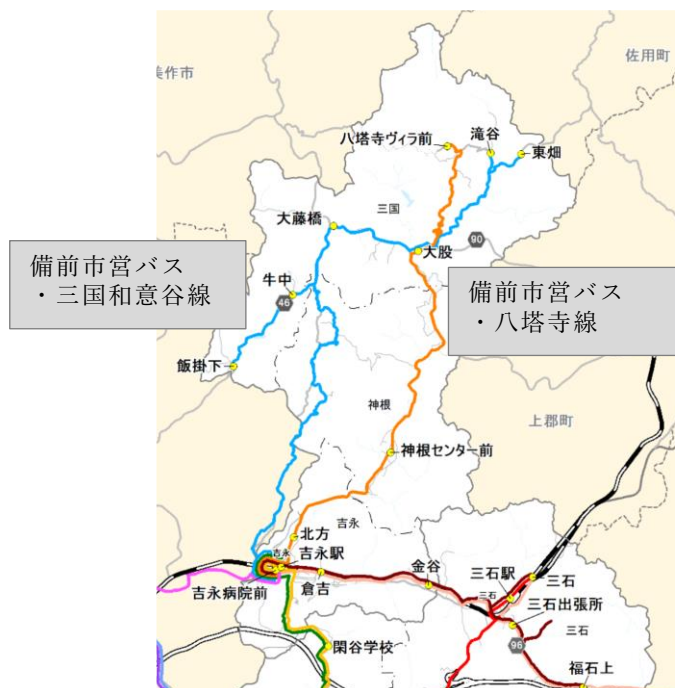 佐用町
美作市
八塔寺ヴィラ前
滝谷
東畑
三国
大藤橋
90
大股
備前市営バス
・三国和意谷線
牛中
46
備前市営バス
・八塔寺線
飯掛下
神根
上郡町
神根センター前
吉永
北方
吉永
吉永駅
金谷
三石駅
三石
吉永病院前
倉吉
三石
三石出張所
三石
96
閑谷学校
福石上